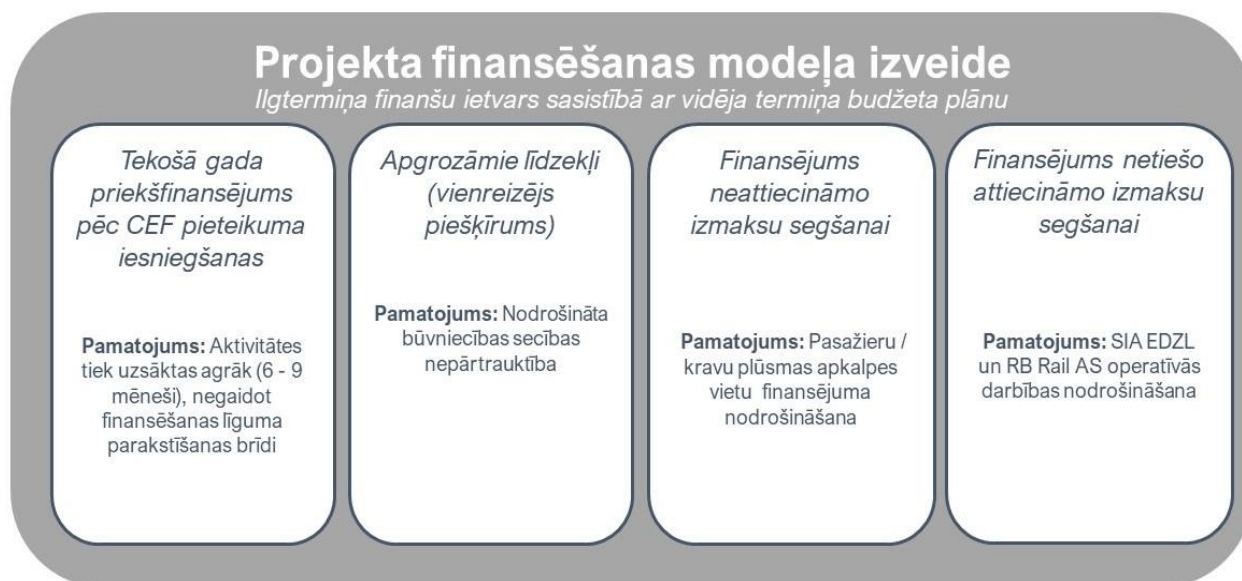 Projekta finansēšanas modeļa izveide
Ilgtermiņa finanšu ietvars sasistībā ar vidēja termiņa budžeta plānu
Tekošā gada
priekšfinansējums
pēc CEF pieteikuma
iesniegšanas
Pamatojums: Aktivitātes
tiek uzsāktas agrāk (6 - 9
mēneši), negaidot
finansēšanas līguma
parakstīšanas brīdi
Apgrozāmie līdzekļi
(vienreizējs
piešķīrums)
Pamatojums: Nodrošināta
būvniecības secības
nepārtrauktība
Finansējums
neattiecināmo
izmaksu segšanai
Pamatojums: Pasažieru /
kravu plūsmas apkalpes
vietu finansējuma
nodrošināšana
Finansējums netiešo
attiecināmo izmaksu
segšanai
Pamatojums: SIA EDZL
un RB Rail AS operatīvās
darbības nodrošināšana